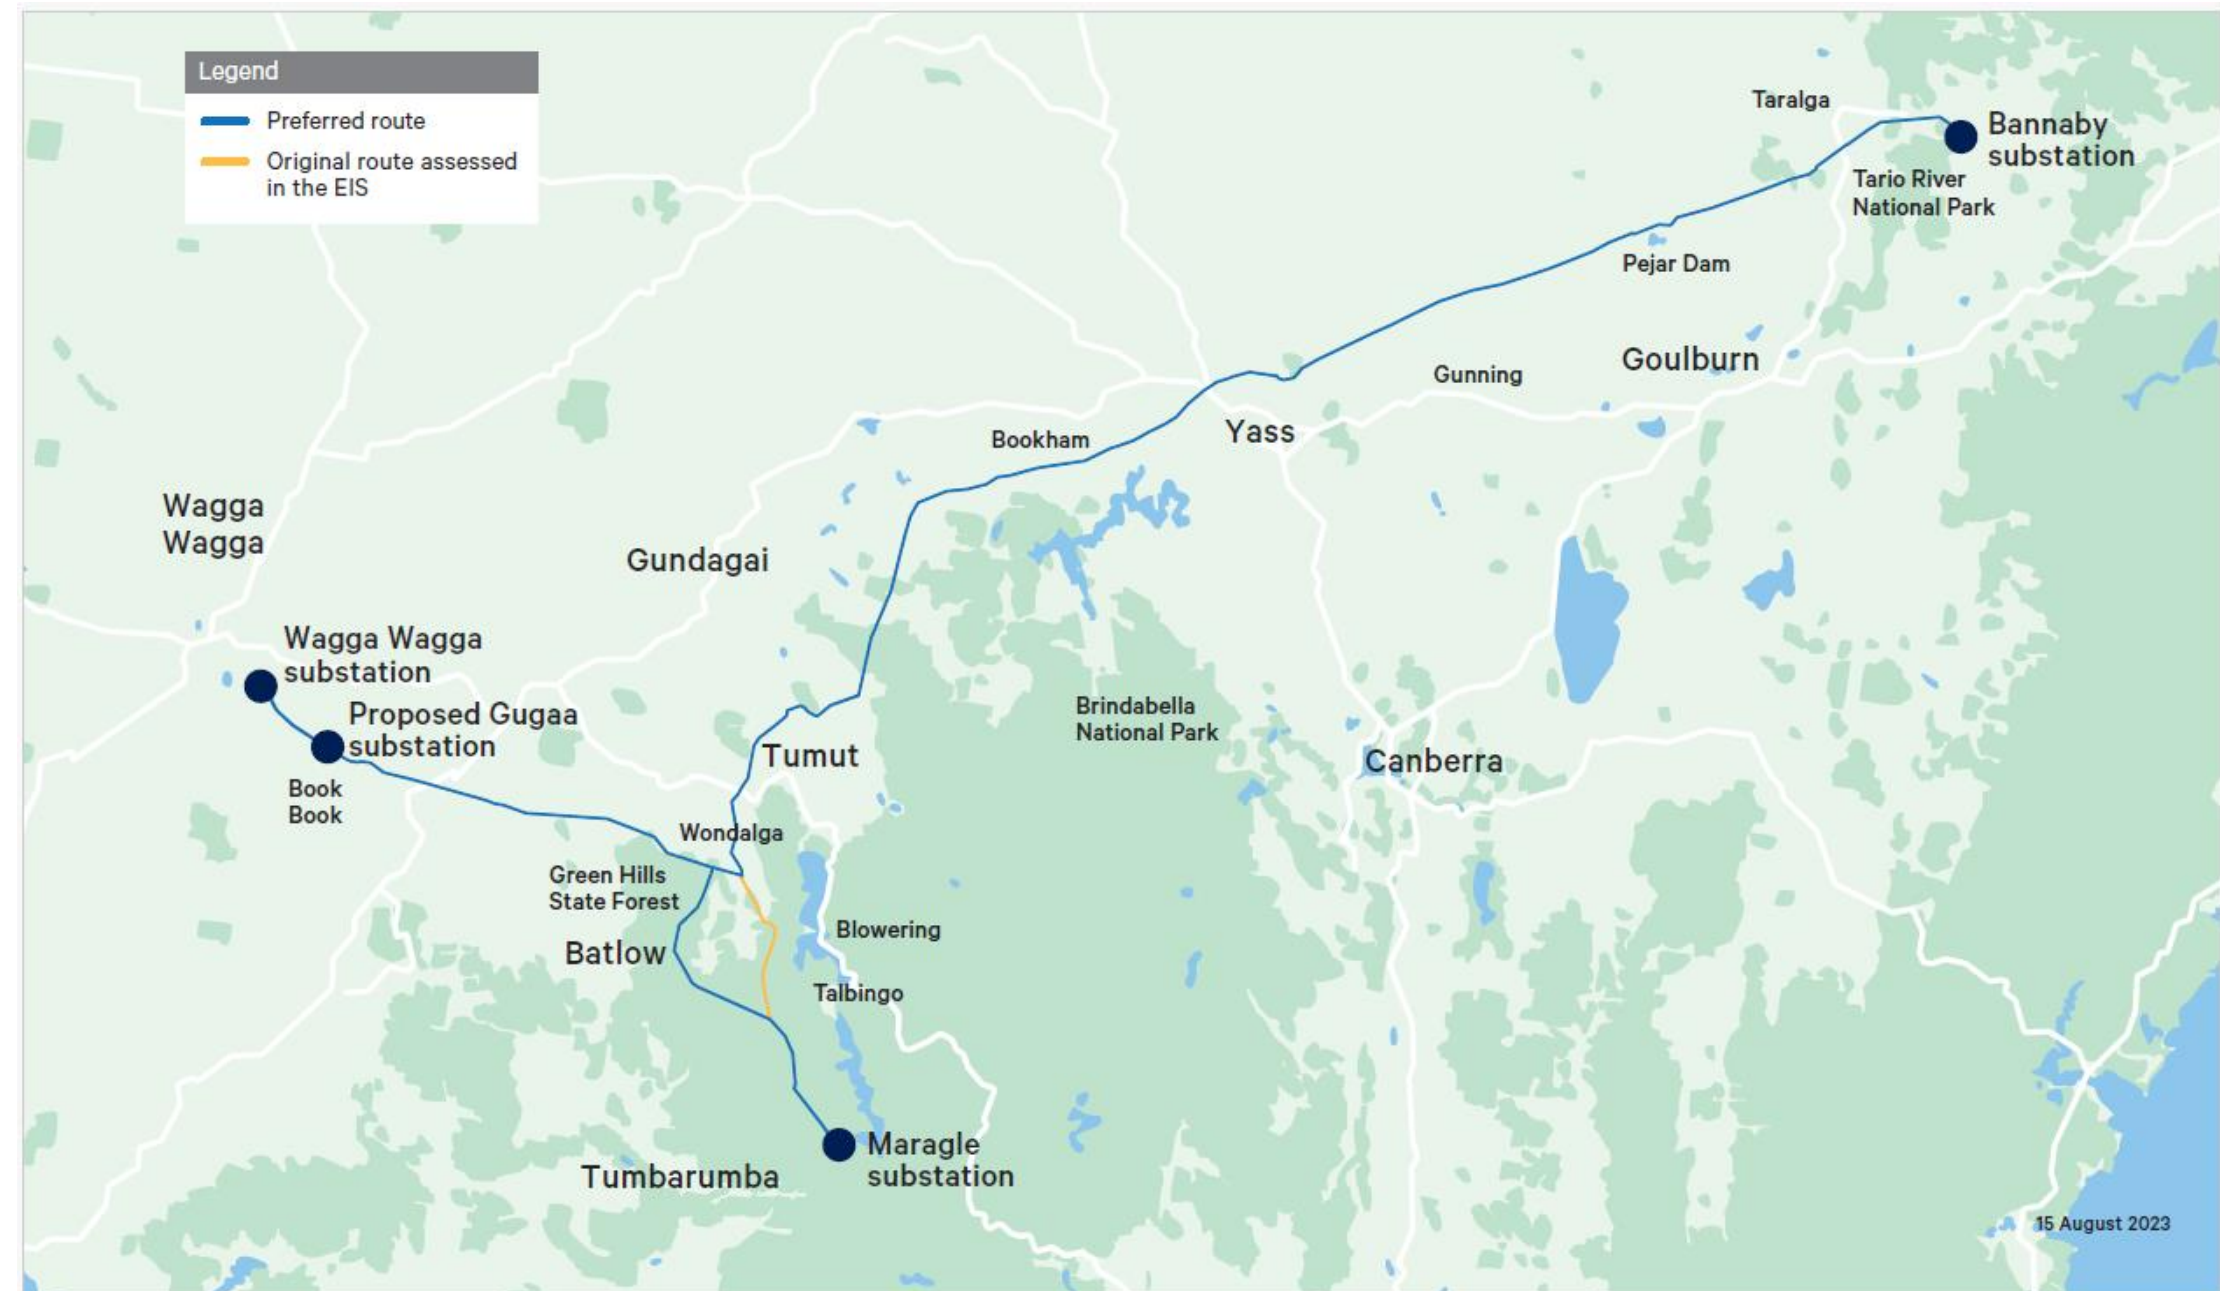 Legend
Preferred route
Original route assessed
in the EIS
Taralga
Bannaby
substation
Tario River
National Park
Pejar Dam
Goulburn
Gunning
Yass
Bookham
Wagga
Wagga
Gundagai
Wagga Wagga
substation
Proposed Gugaa
substation
Book
Book
Brindabella
National Park
Tumut
Canberra
Wondalga
Green Hills
State Forest
Blowering
Batlow
Talbingo
Maragle
substation
Tumbarumba
15 August 2023